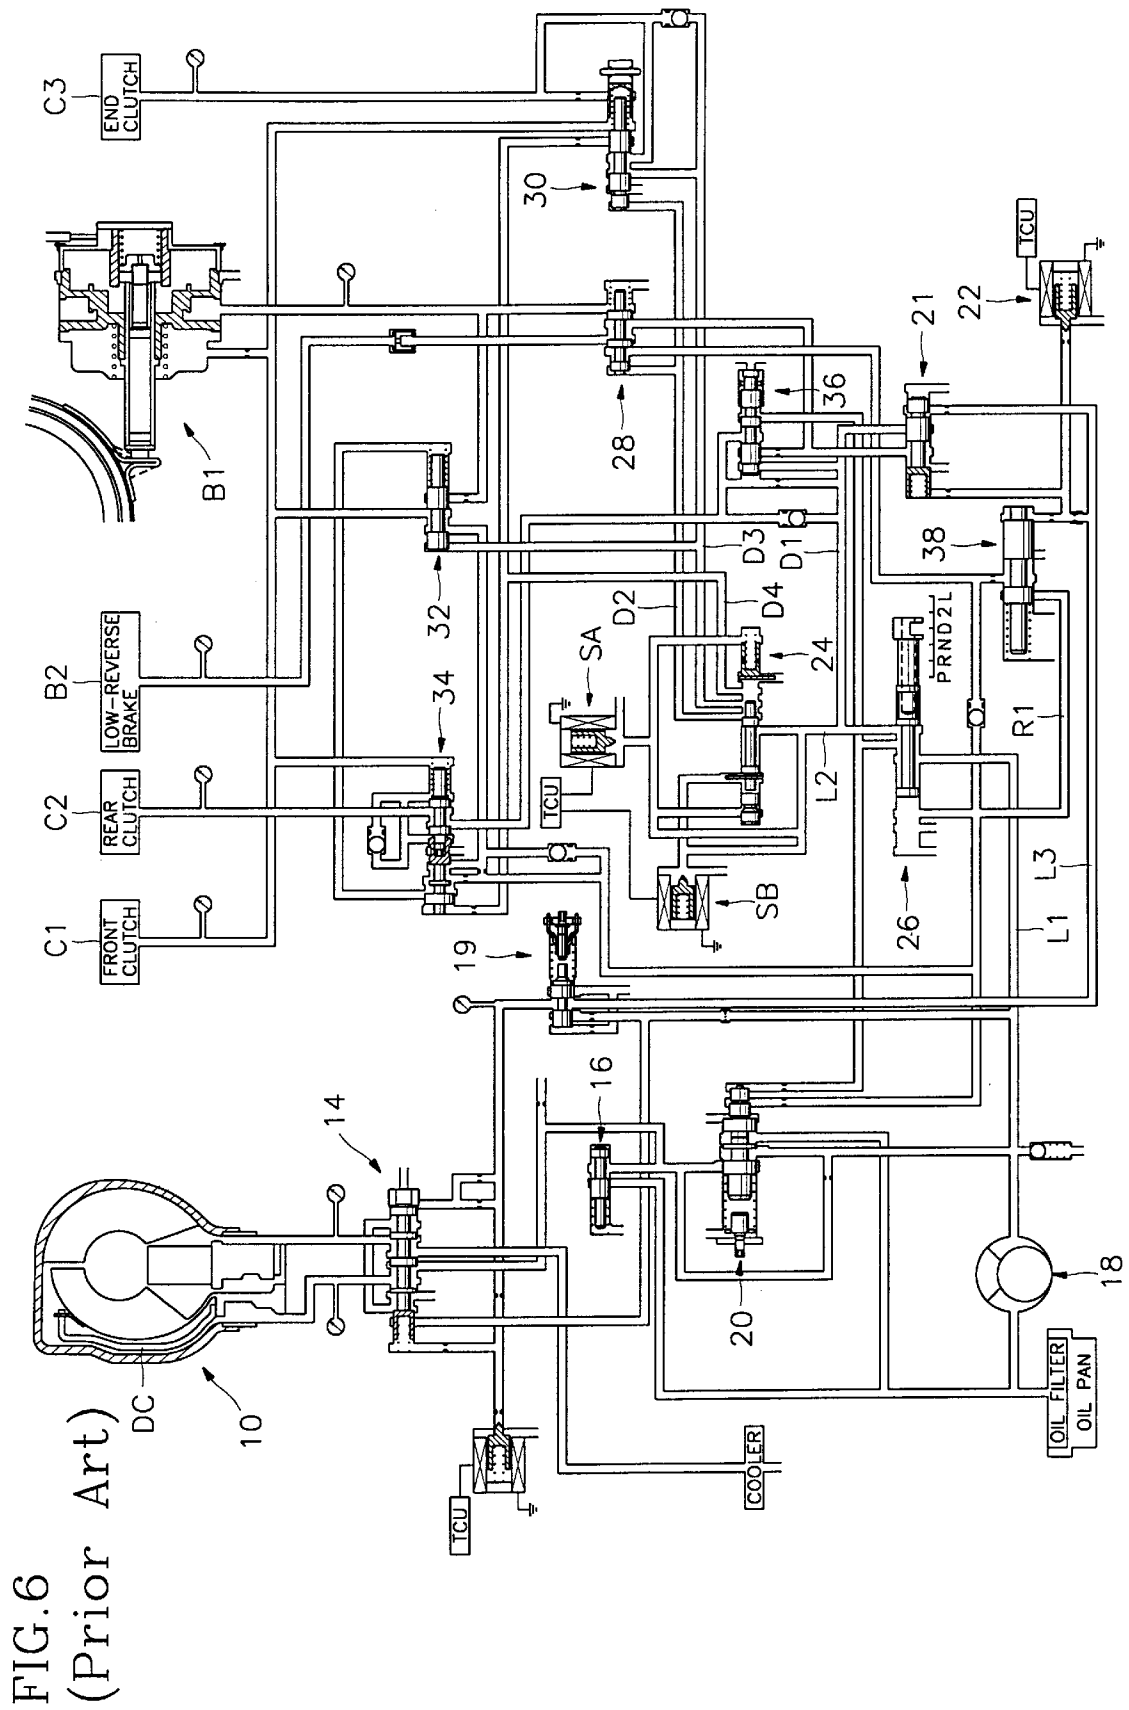 FIG.6
(Prior Art)
C1
FRONT
CLUTCH
C2
REAR
CLUTCH
B2
LOW-REVERSE
BRAKE
B1
C3
END
CLUTCH
DC
10
14
34
32
28
30
TCU
19
16
SA
TCU
SB
D2
D3
D1
D4
24
36
21
22
TCU
20
L2
26
PRND2L
38
R1
L1
L3
COOLER
18
OIL FILTER
OIL PAN